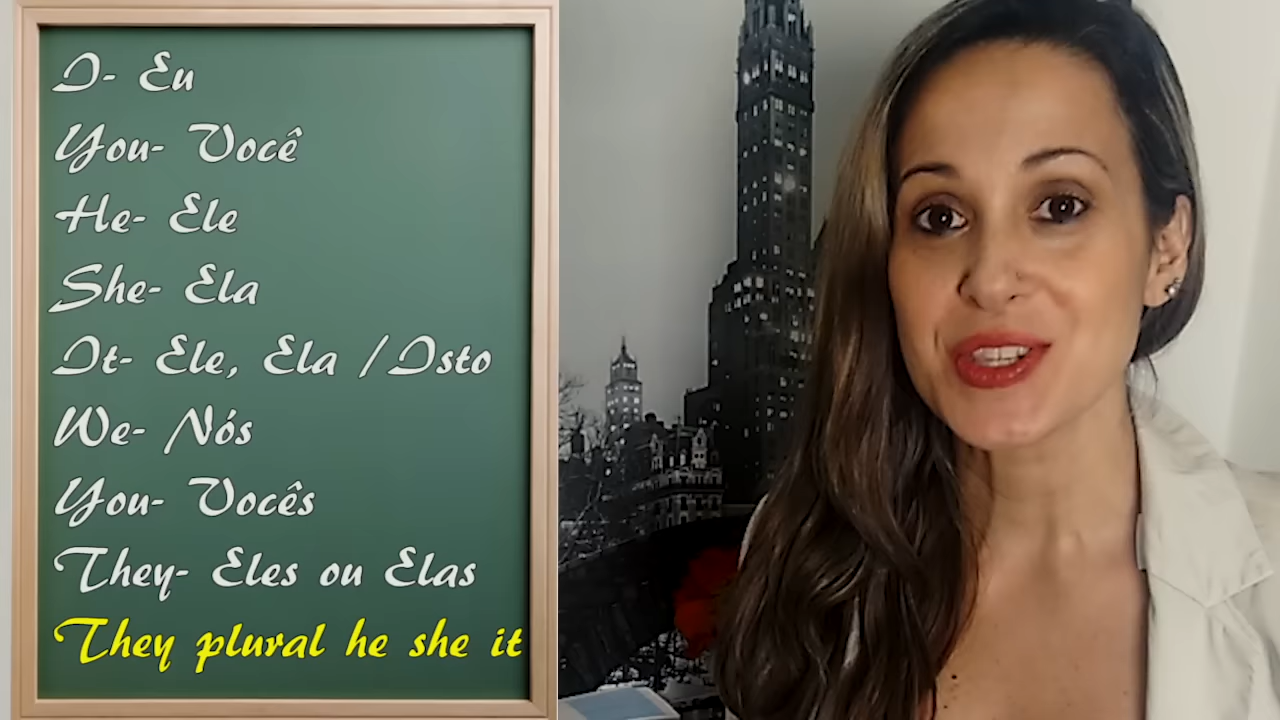 I- Eu
You- Você
He- Ele
She- Ela
It- Ele, Ela /Isto
We- Nós
You- Vocês
They- Eles ou Elas
They plural he she it